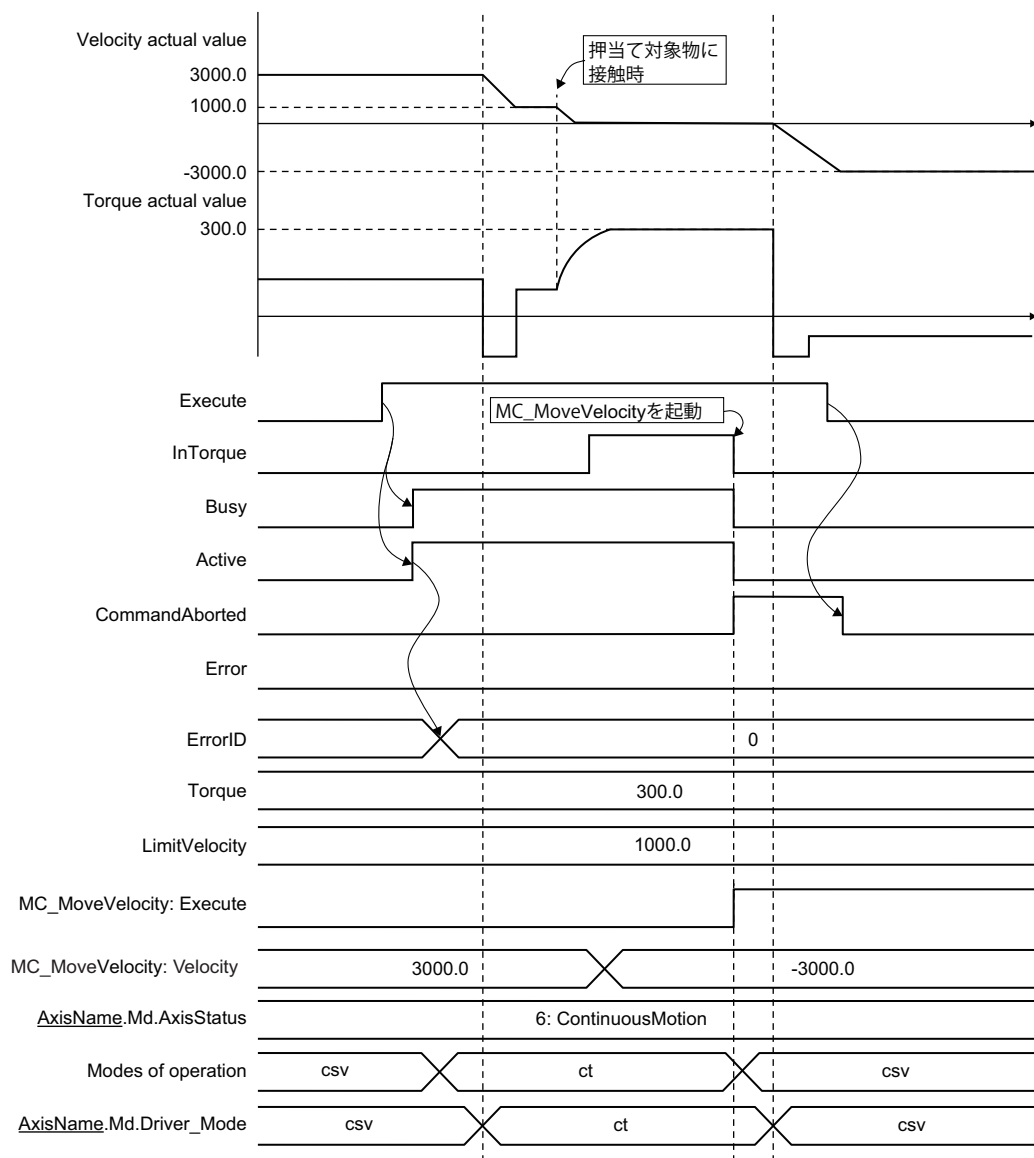 Velocity actual value
押当て対象物に
接触時
3000.0
1000.0
-3000.0
Torque actual value
300.0
Execute
MC_MoveVelocityを起動
InTorque
Busy
Active
CommandAborted
Error
ErrorID
0
Torque
300.0
LimitVelocity
1000.0
MC_MoveVelocity: Execute
MC_MoveVelocity: Velocity
3000.0
-3000.0
AxisName.Md.AxisStatus
6: ContinuousMotion
Modes of operation
csv
ct
csv
AxisName.Md.Driver_Mode
csv
ct
csv